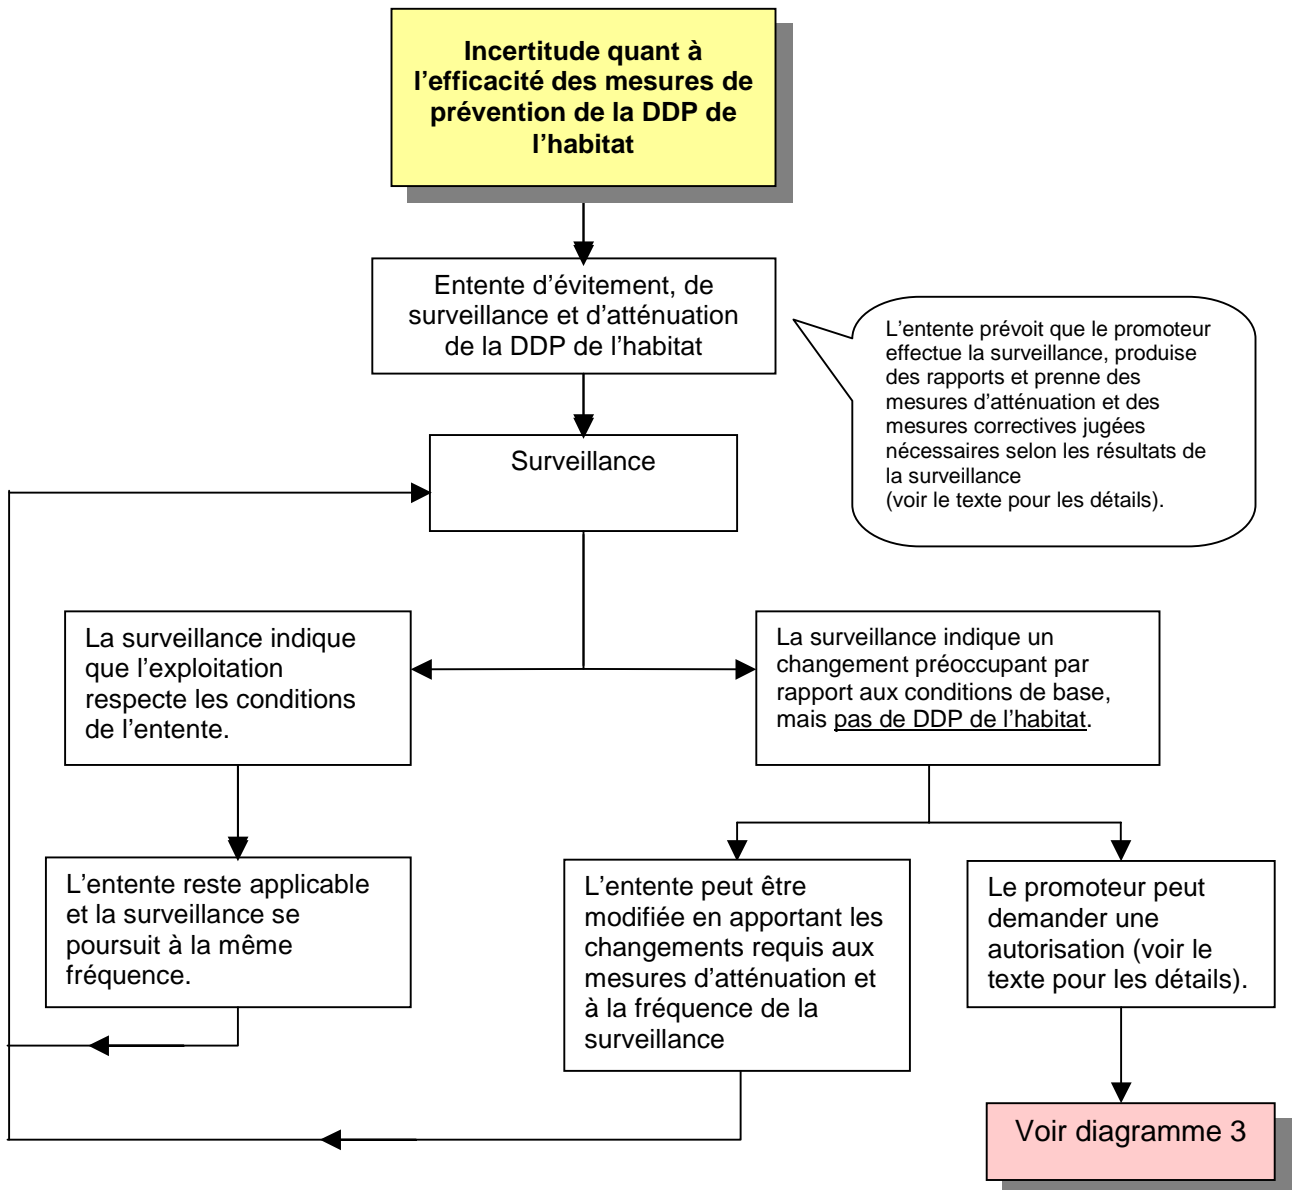 Incertitude quant à
l’efficacité des mesures de
prévention de la DDP de
l’habitat
Entente d’évitement, de
surveillance et d’atténuation
de la DDP de l’habitat
L’entente prévoit que le promoteur
effectue la surveillance, produise
des rapports et prenne des
mesures d’atténuation et des
mesures correctives jugées
nécessaires selon les résultats de
la surveillance
(voir le texte pour les détails).
Surveillance
La surveillance indique
que l’exploitation
respecte les conditions
de l’entente.
La surveillance indique un
changement préoccupant par
rapport aux conditions de base,
mais pas de DDP de l’habitat.
L’entente reste applicable
et la surveillance se
poursuit à la même
fréquence.
L’entente peut être
modifiée en apportant les
changements requis aux
mesures d’atténuation et
à la fréquence de la
surveillance
Le promoteur peut
demander une
autorisation (voir le
texte pour les détails).
Voir diagramme 3